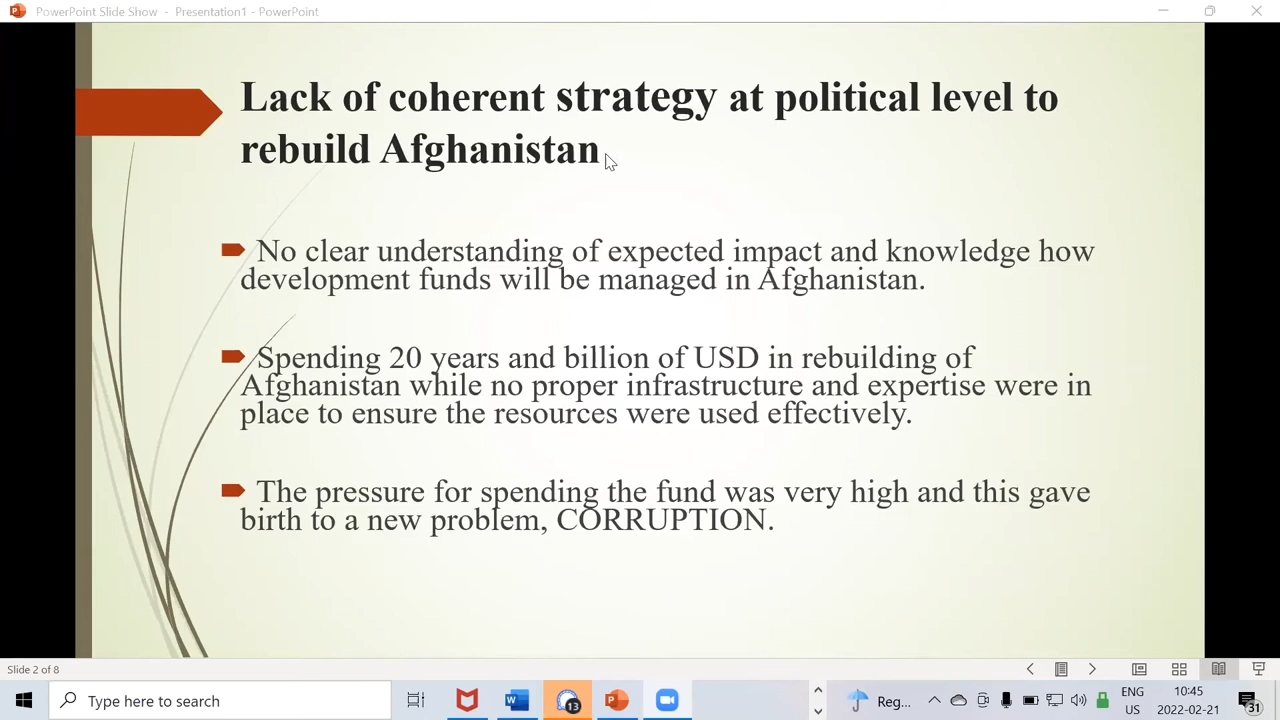 PowerPoint Slide Show - Presentation1 - PowerPoint
Lack of coherent strategy at political level to
rebuild Afghanistan
No clear understanding of expected impact and knowledge how
development funds will be managed in Afghanistan.
Spending 20 years and billion of USD in rebuilding of
Afghanistan while no proper infrastructure and expertise were in
place to ensure the resources were used effectively.
The pressure for spending the fund was very high and this gave
birth to a new problem, CORRUPTION.
Slide 2 of 8
Type here to search
13
Reg...
ENG
US
10:45
2022-02-21
31